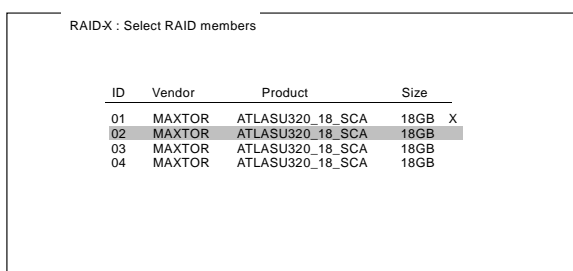 RAID-X : Select RAID members
ID Vendor Product Size
01 MAXTOR ATLASU320_18_SCA 18GB X
02 MAXTOR ATLASU320_18_SCA 18GB
03 MAXTOR ATLASU320_18_SCA 18GB
04 MAXTOR ATLASU320_18_SCA 18GB